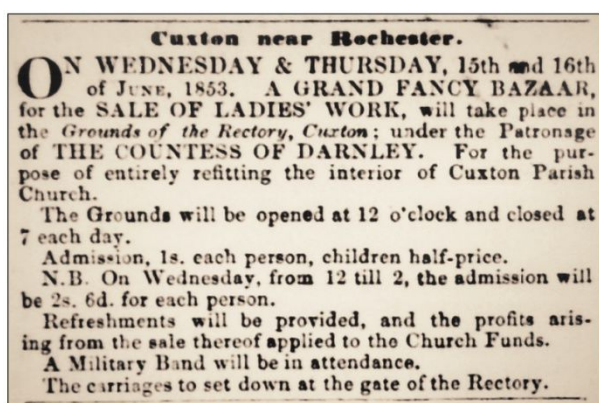 Cuxton near Rochester.
ON WEDNESDAY & THURSDAY, 15th and 16th
of JUNE, 1853. A GRAND FANCY BAZAAR,
for the SALE OF LADIES' WORK, will take place in
the Grounds of the Rectory, Cuxton; under the Patronage
of THE COUNTESS OF DARNLEY. For the pur-
pose of entirely refitting the interior of Cuxton Parish
Church.
The Grounds will be opened at 12 o'clock and closed at
7 each day.
Admission, 1s. each person, children half-price.
N.B. On Wednesday, from 12 till 2, the admission will
be 2s. 6d. for each person.
Refreshments will be provided, and the profits aris-
ing from the sale thereof applied to the Church Funds.
A Military Band will be in attendance.
The carriages to set down at the gate of the Rectory.